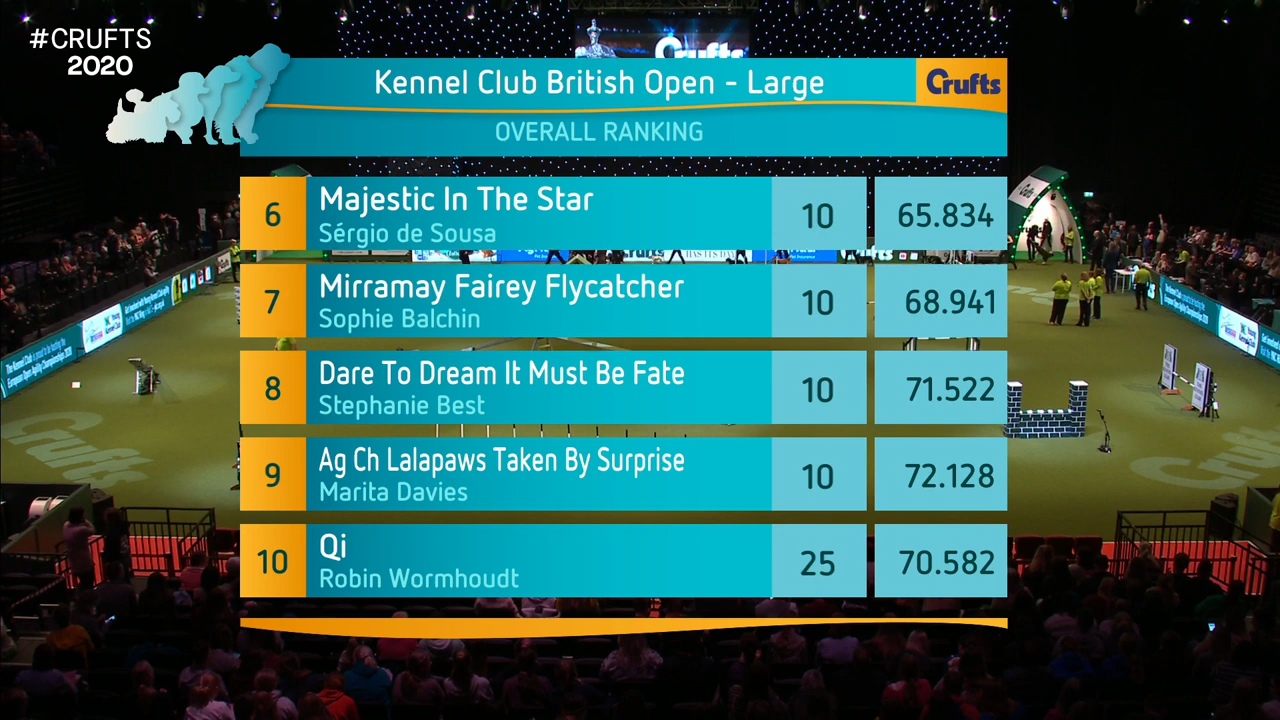 #CRUFTS
2020
Crufts
Kennel Club British Open - Large
Crufts
OVERALL RANKING
6 Majestic In The Star 10 65.834
Sérgio de Sousa
7 Mirramay Fairey Flycatcher 10 68.941
Sophie Balchin
8 Dare To Dream It Must Be Fate 10 71.522
Stephanie Best
9 Ag Ch Lalapaws Taken By Surprise 10 72.128
Marita Davies
10 Qi 25 70.582
Robin Wormhoudt